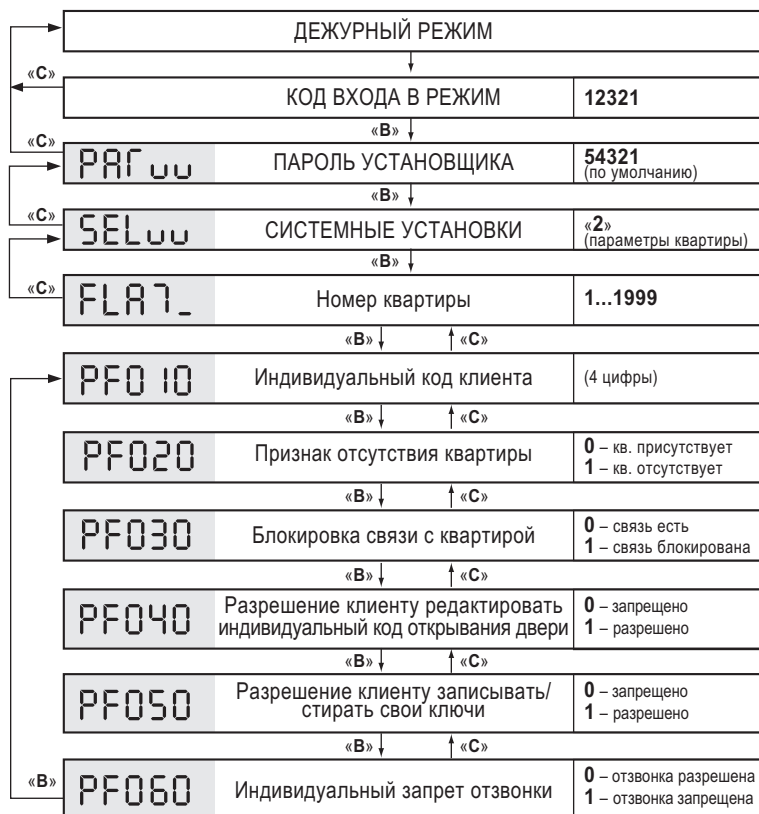 ДЕЖУРНЫЙ РЕЖИМ
«С»
КОД ВХОДА В РЕЖИМ 12321
«В»
«С»
PAГuu ПАРОЛЬ УСТАНОВЩИКА 54321
(по умолчанию)
«В»
«С»
SELuu СИСТЕМНЫЕ УСТАНОВКИ «2»
(параметры квартиры)
«В»
«С»
FLAT_ Номер квартиры 1...1999
«В» «С»
PF010 Индивидуальный код клиента (4 цифры)
«В» «С»
PF020 Признак отсутствия квартиры 0 – кв. присутствует
1 – кв. отсутствует
«В» «С»
PF030 Блокировка связи с квартирой 0 – связь есть
1 – связь блокирована
«В» «С»
PF040 Разрешение клиенту редактировать
индивидуальный код открывания двери
0 – запрещено
1 – разрешено
«В» «С»
PF050 Разрешение клиенту записывать/
стирать свои ключи
0 – запрещено
1 – разрешено
«В» «С»
«В»
PF060 Индивидуальный запрет отзвонки 0 – отзвонка разрешена
1 – отзвонка запрещена